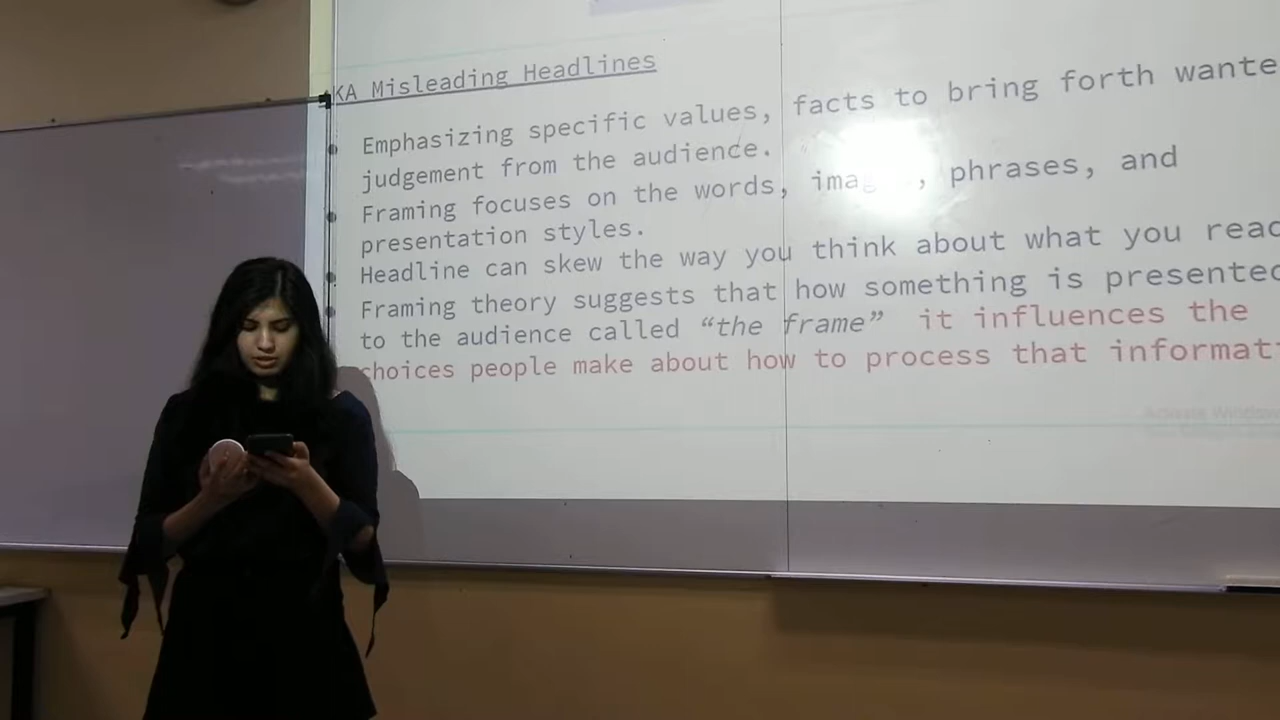 KA Misleading Headlines
Emphasizing specific values, facts to bring forth wante
judgement from the audience.
Framing focuses on the words, ima , phrases, and
presentation styles.
Headline can skew the way you think about what you read
Framing theory suggests that how something is presented
to the audience called “the frame” it influences the
choices people make about how to process that informat
Activate Windows